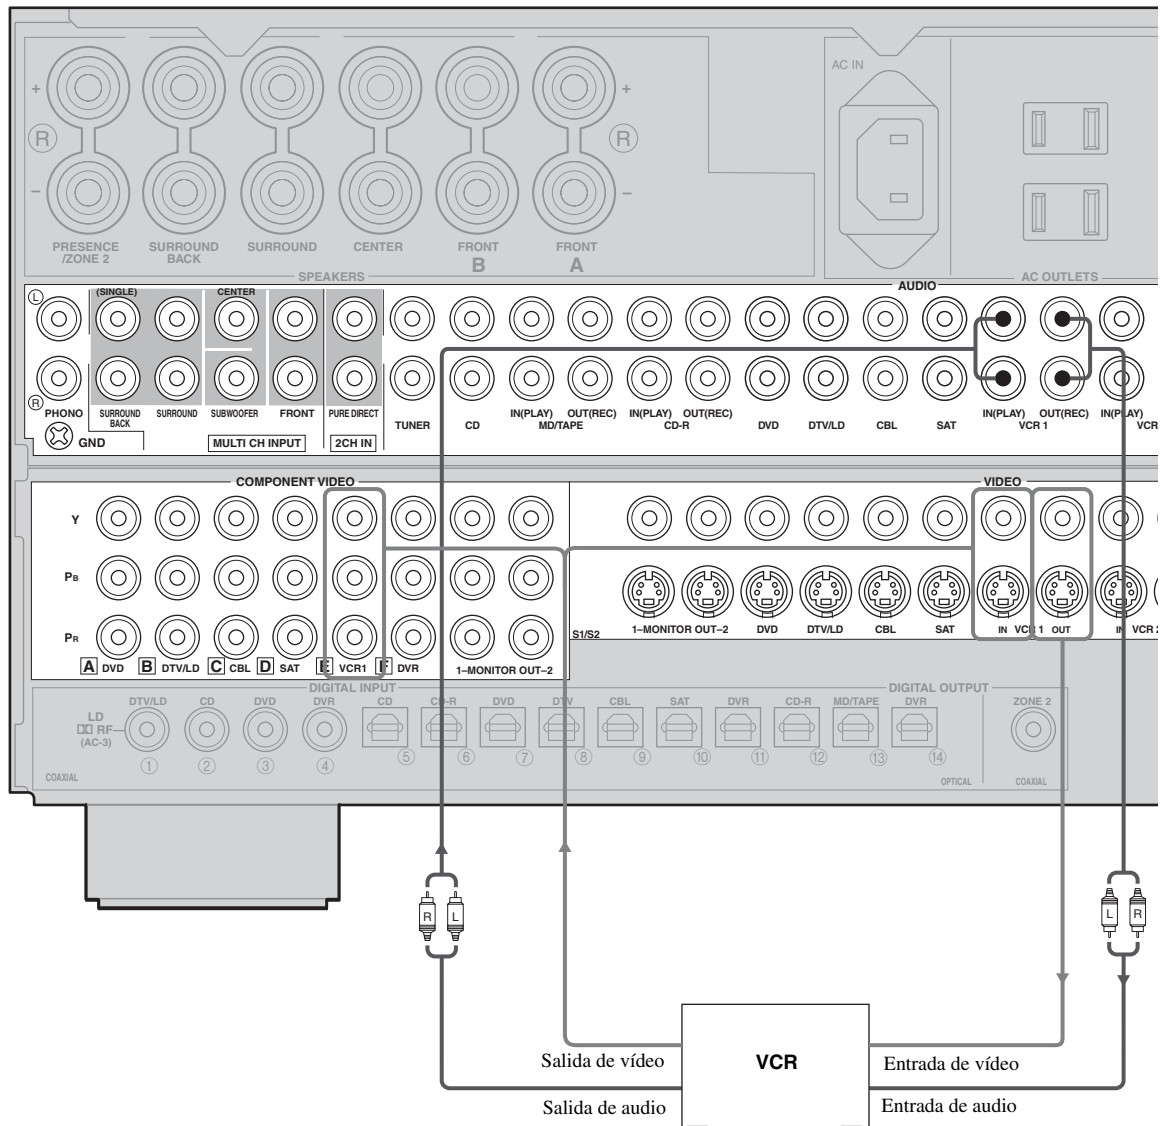 AC IN
+ +
R R
– –
PRESENCE /ZONE 2
SURROUND BACK
SURROUND
CENTER
FRONT B
FRONT A
SPEAKERS
AC OUTLETS
AUDIO
L
(SINGLE)
CENTER
R
PHONO
SURROUND BACK
SURROUND
SUBWOOFER
FRONT
PURE DIRECT
TUNER
CD
IN(PLAY) OUT(REC)
MD/TAPE
IN(PLAY) OUT(REC)
CD-R
DVD
DTV/LD
CBL
SAT
IN(PLAY) OUT(REC)
VCR 1
IN(PLAY)
VCR
GND
MULTI CH INPUT
2CH IN
COMPONENT VIDEO
VIDEO
Y
PB
PR
A DVD
B DTV/LD
C CBL
D SAT
E VCR1
F DVR
1–MONITOR OUT–2
S1/S2
1–MONITOR OUT–2
DVD
DTV/LD
CBL
SAT
IN VCR 1 OUT
IN VCR 2
DIGITAL INPUT
DIGITAL OUTPUT
DTV/LD CD DVD DVR CD CD-R DVD DTV CBL SAT DVR CD-R MD/TAPE DVR ZONE 2
LD
RF
(AC-3)
1 2 3 4 5 6 7 8 9 10 11 12 13 14
COAXIAL
OPTICAL
COAXIAL
R L
L R
Salida de vídeo
VCR
Entrada de vídeo
Salida de audio
Entrada de audio